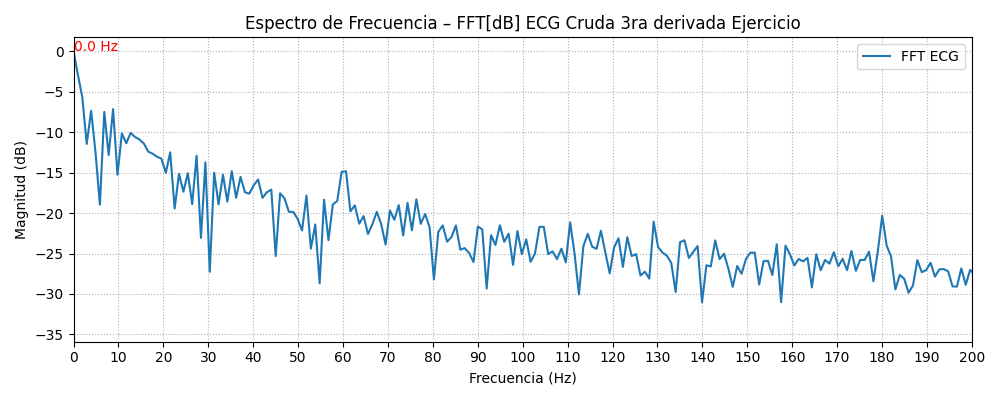 Espectro de Frecuencia – FFT[dB] ECG Cruda 3ra derivada Ejercicio
0.0 Hz
FFT ECG
Magnitud (dB)
0
−5
−10
−15
−20
−25
−30
−35
0 10 20 30 40 50 60 70 80 90 100 110 120 130 140 150 160 170 180 190 200
Frecuencia (Hz)